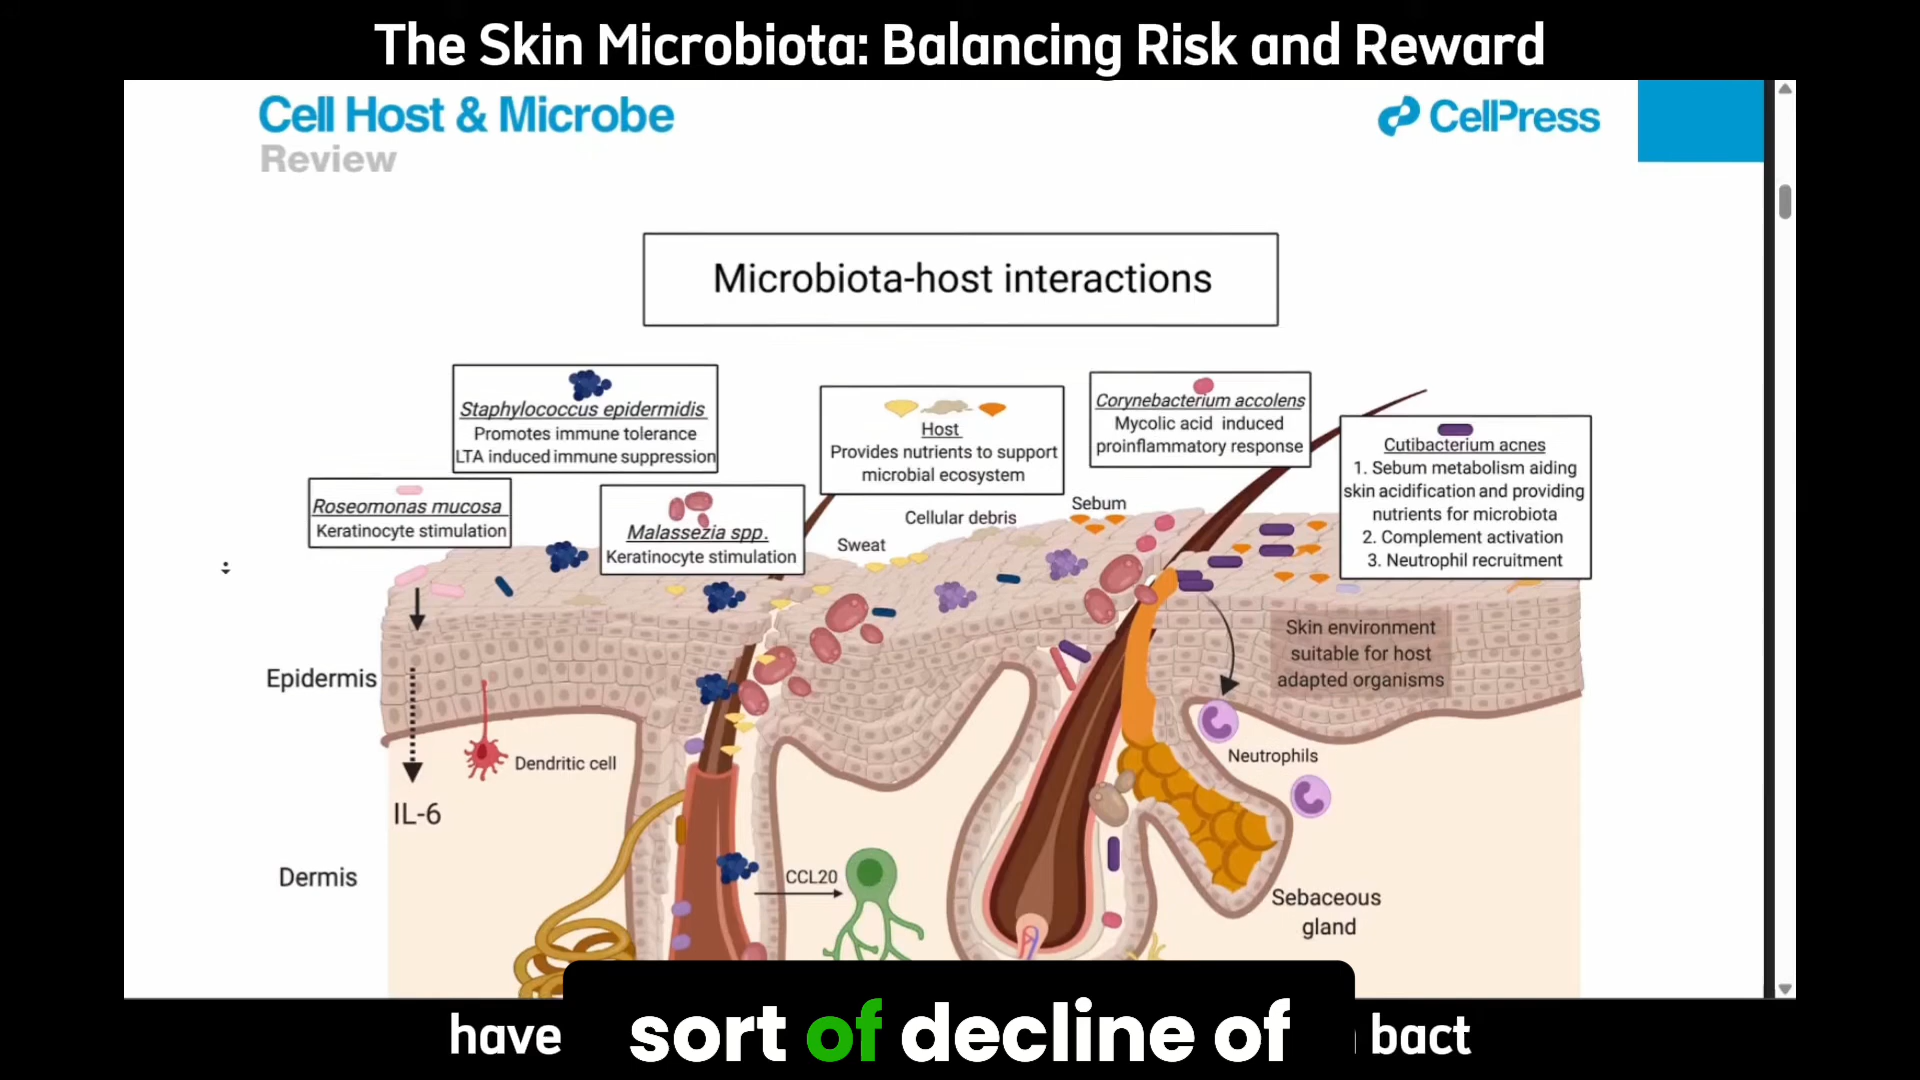 The Skin Microbiota: Balancing Risk and Reward
Cell Host & Microbe
Review
CellPress
Microbiota-host interactions
Staphylococcus epidermidis
Promotes immune tolerance
LTA induced immune suppression
Roseomonas mucosa
Keratinocyte stimulation
Malassezia spp.
Keratinocyte stimulation
Host
Provides nutrients to support
microbial ecosystem
Corynebacterium accolens
Mycolic acid induced
proinflammatory response
Cutibacterium acnes
1. Sebum metabolism aiding
skin acidification and providing
nutrients for microbiota
2. Complement activation
3. Neutrophil recruitment
Sweat
Cellular debris
Sebum
Skin environment
suitable for host
adapted organisms
Epidermis
Dendritic cell
Neutrophils
IL-6
Dermis
CCL20
Sebaceous
gland
have
sort of decline of
bact